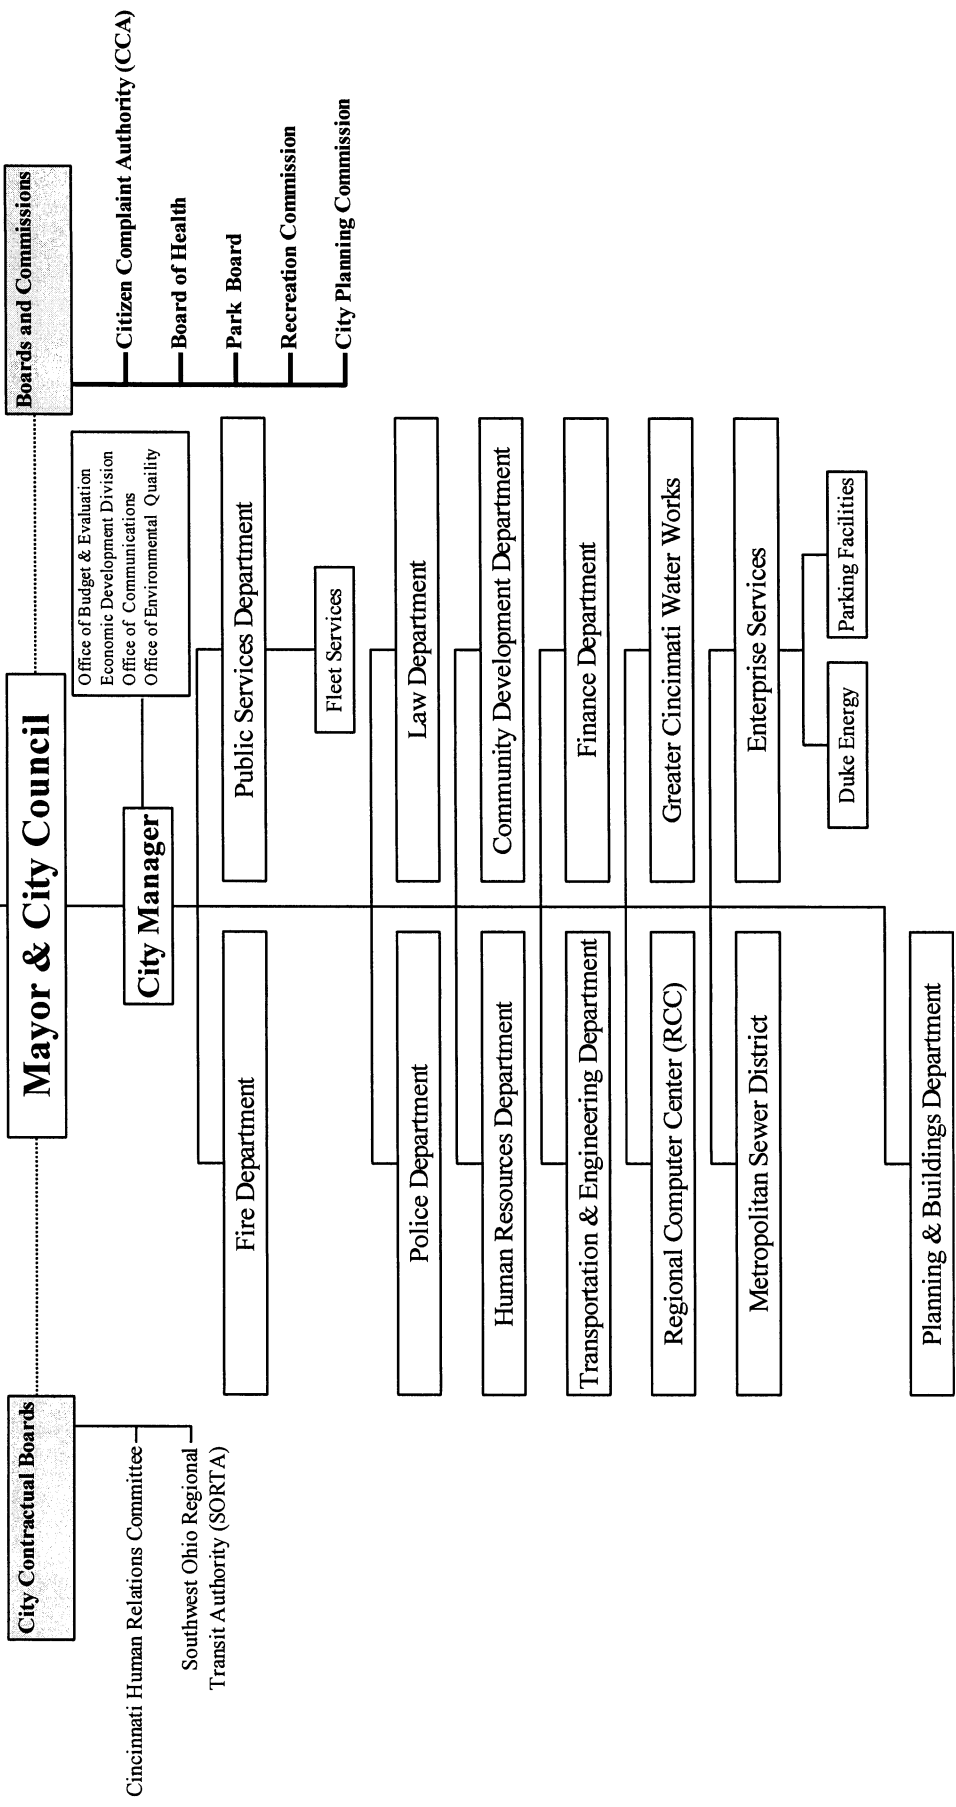 Mayor & City Council
City Contractual Boards
Cincinnati Human Relations Committee
Southwest Ohio Regional
Transit Authority (SORTA)
Boards and Commissions
Citizen Complaint Authority (CCA)
Board of Health
Park Board
Recreation Commission
City Planning Commission
City Manager
Office of Budget & Evaluation
Economic Development Division
Office of Communications
Office of Environmental Quaility
Fire Department
Public Services Department
Fleet Services
Police Department
Law Department
Human Resources Department
Community Development Department
Transportation & Engineering Department
Finance Department
Regional Computer Center (RCC)
Greater Cincinnati Water Works
Metropolitan Sewer District
Enterprise Services
Duke Energy
Parking Facilities
Planning & Buildings Department